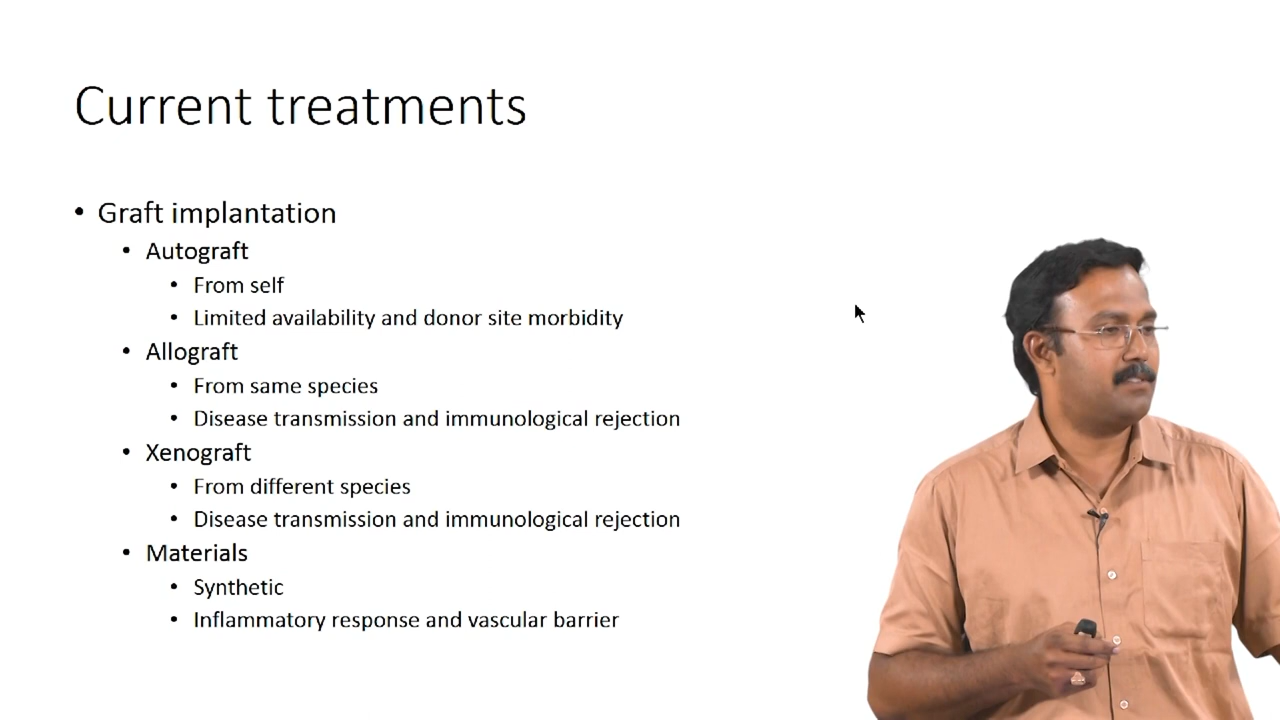 Current treatments
• Graft implantation
• Autograft
• From self
• Limited availability and donor site morbidity
• Allograft
• From same species
• Disease transmission and immunological rejection
• Xenograft
• From different species
• Disease transmission and immunological rejection
• Materials
• Synthetic
• Inflammatory response and vascular barrier